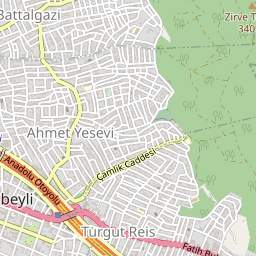 Battalgazi
Zirve T
340
Ahmet Yesevi
Çamlık Caddesi
Anadolu Otoyolu
beyli
Turgut Reis
Fatih Bu